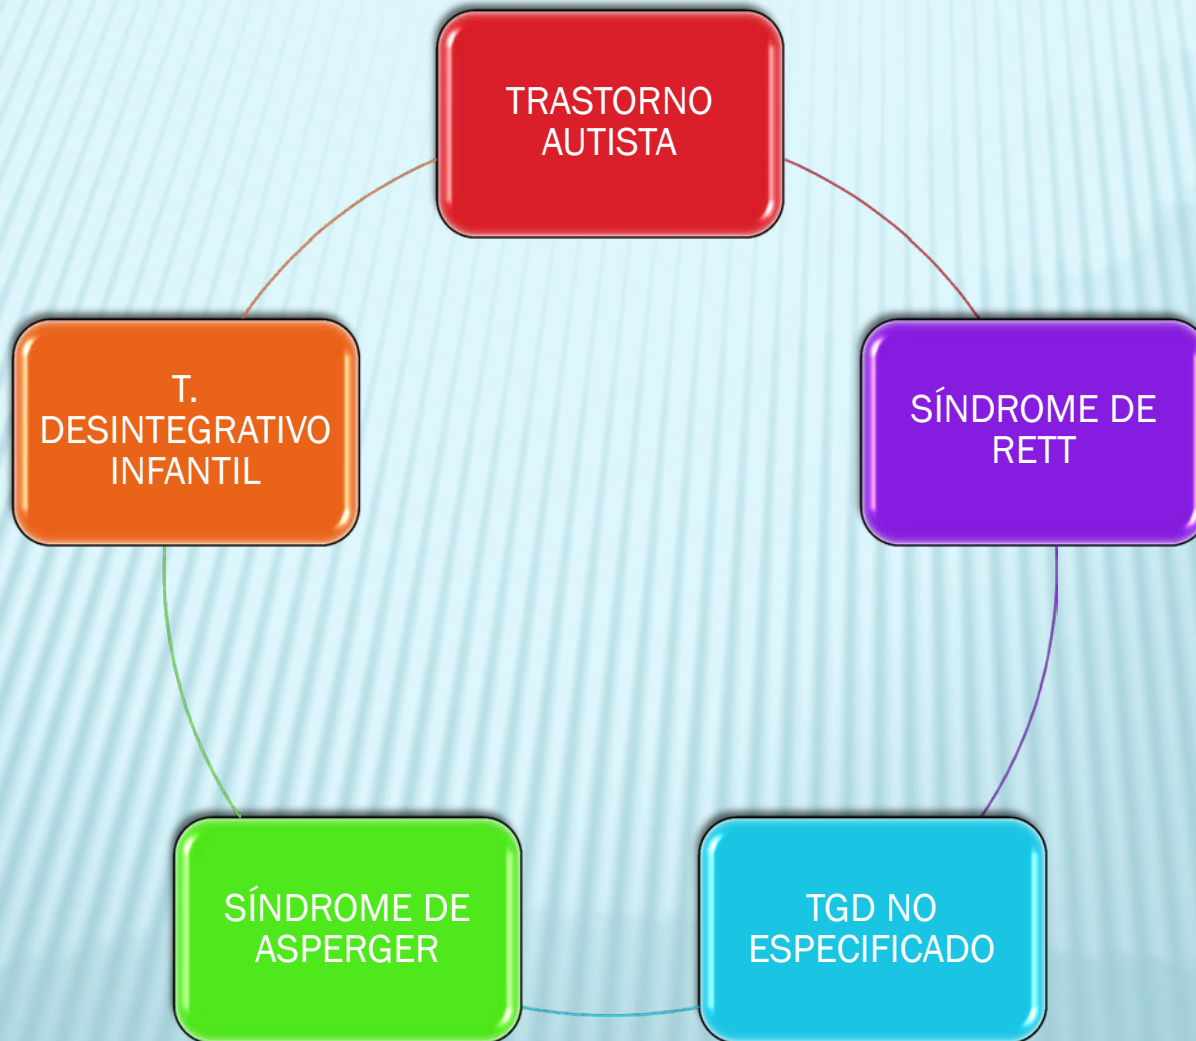 TRASTORNO
AUTISTA
SÍNDROME DE
RETT
TGD NO
ESPECIFICADO
SÍNDROME DE
ASPERGER
T.
DESINTEGRATIVO
INFANTIL